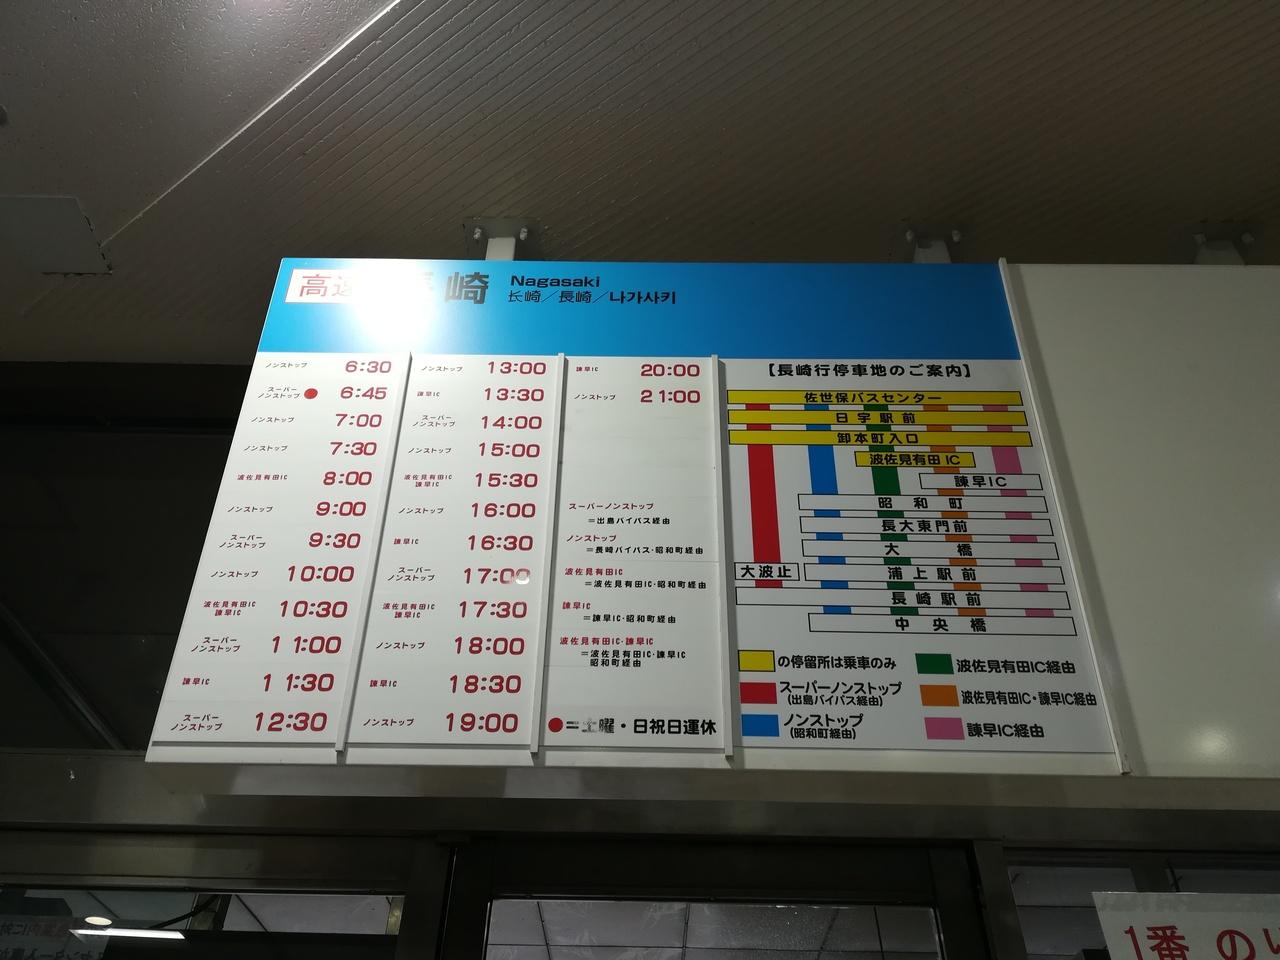 高速 長崎 Nagasaki
长崎／長崎／나가사키
ノンストップ 6:30
スーパーノンストップ ● 6:45
ノンストップ 7:00
ノンストップ 7:30
波佐見有田IC 8:00
ノンストップ 9:00
スーパーノンストップ 9:30
ノンストップ 10:00
波佐見有田IC 諫早IC 10:30
スーパーノンストップ 11:00
諫早IC 11:30
スーパーノンストップ 12:30
ノンストップ 13:00
諫早IC 13:30
スーパーノンストップ 14:00
ノンストップ 15:00
波佐見有田IC 諫早IC 15:30
ノンストップ 16:00
諫早IC 16:30
スーパーノンストップ 17:00
波佐見有田IC 諫早IC 17:30
ノンストップ 18:00
諫早IC 18:30
ノンストップ 19:00
諫早IC 20:00
ノンストップ 21:00
スーパーノンストップ
＝出島バイパス経由
ノンストップ
＝長崎バイパス・昭和町経由
波佐見有田IC
＝波佐見有田IC・昭和町経由
諫早IC
＝諫早IC・昭和町経由
波佐見有田IC・諫早IC
＝波佐見有田IC・諫早IC
昭和町経由
●＝土曜・日祝日運休
【長崎行停車地のご案内】
佐世保バスセンター
日宇駅前
卸本町入口
波佐見有田IC
諫早IC
昭和町
長大東門前
大橋
大波止
浦上駅前
長崎駅前
中央橋
の停留所は乗車のみ
スーパーノンストップ
(出島バイパス経由)
ノンストップ
(昭和町経由)
波佐見有田IC経由
波佐見有田IC・諫早IC経由
諫早IC経由
1番 の